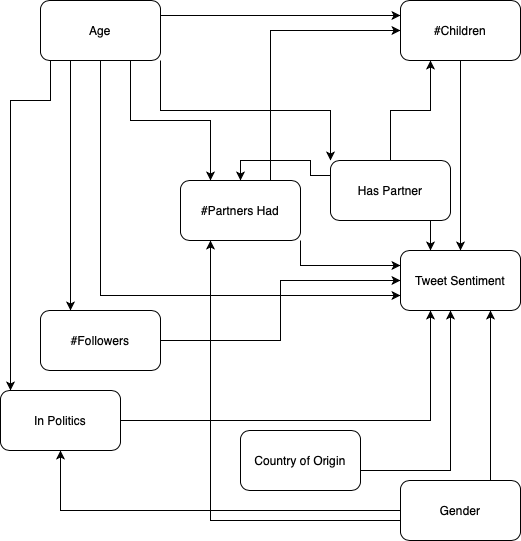 Age
#Children
Has Partner
#Partners Had
Tweet Sentiment
#Followers
In Politics
Country of Origin
Gender